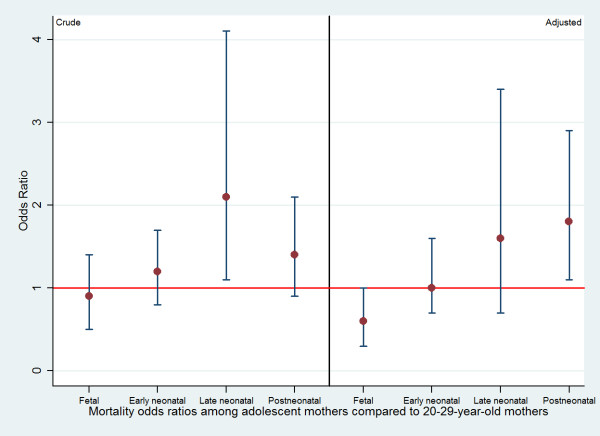 Crude
Adjusted
4
3
2
1
0
Odds Ratio
Fetal Early neonatal Late neonatal Postneonatal Fetal Early neonatal Late neonatal Postneonatal
Mortality odds ratios among adolescent mothers compared to 20-29-year-old mothers